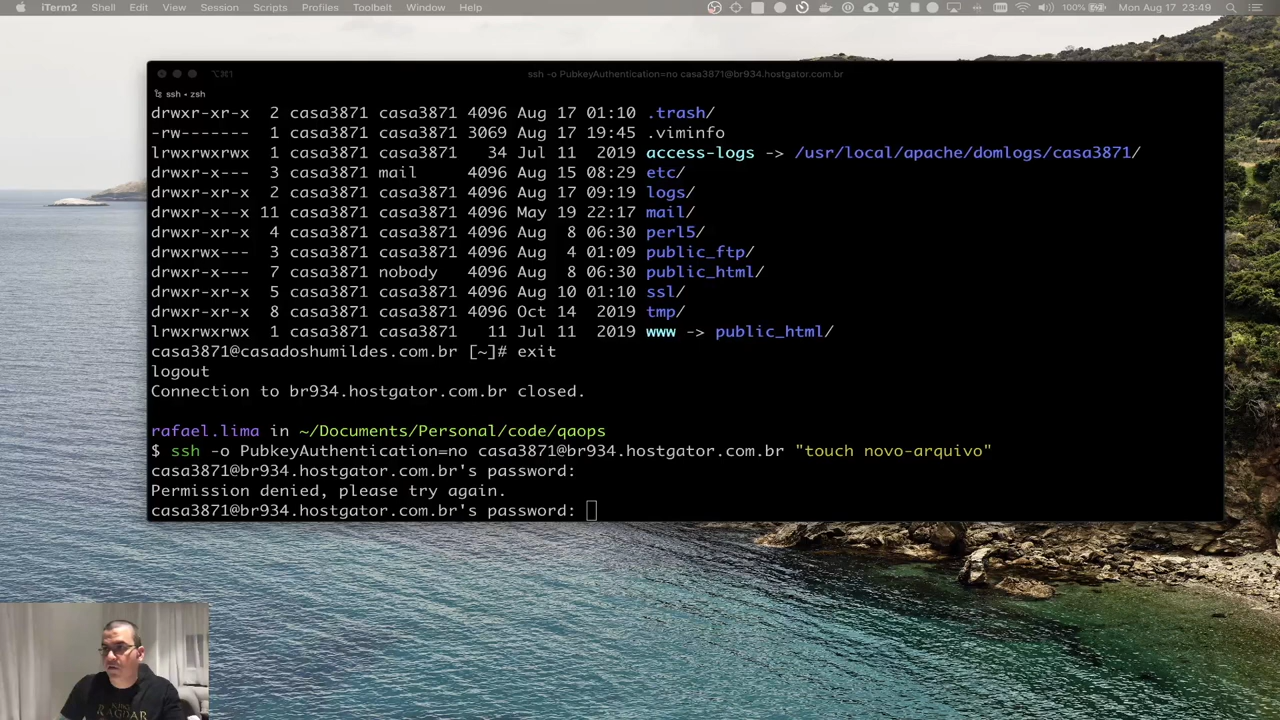 iTerm2 Shell Edit View Session Scripts Profiles Toolbelt Window Help 100% Mon Aug 17 23:49
⌥⌘1 ssh -o PubkeyAuthentication=no casa3871@br934.hostgator.com.br
ssh • zsh
drwxr-xr-x 2 casa3871 casa3871 4096 Aug 17 01:10 .trash/
-rw------- 1 casa3871 casa3871 3069 Aug 17 19:45 .viminfo
lrwxrwxrwx 1 casa3871 casa3871 34 Jul 11 2019 access-logs -> /usr/local/apache/domlogs/casa3871/
drwxr-x--- 3 casa3871 mail 4096 Aug 15 08:29 etc/
drwxr-xr-x 2 casa3871 casa3871 4096 Aug 17 09:19 logs/
drwxr-x--x 11 casa3871 casa3871 4096 May 19 22:17 mail/
drwxr-xr-x 4 casa3871 casa3871 4096 Aug 8 06:30 perl5/
drwxrwx--- 3 casa3871 casa3871 4096 Aug 4 01:09 public_ftp/
drwxr-x--- 7 casa3871 nobody 4096 Aug 8 06:30 public_html/
drwxr-xr-x 5 casa3871 casa3871 4096 Aug 10 01:10 ssl/
drwxr-xr-x 8 casa3871 casa3871 4096 Oct 14 2019 tmp/
lrwxrwxrwx 1 casa3871 casa3871 11 Jul 11 2019 www -> public_html/
casa3871@casadoshumildes.com.br [~]# exit
logout
Connection to br934.hostgator.com.br closed.
rafael.lima in ~/Documents/Personal/code/qaops
$ ssh -o PubkeyAuthentication=no casa3871@br934.hostgator.com.br "touch novo-arquivo"
casa3871@br934.hostgator.com.br's password:
Permission denied, please try again.
casa3871@br934.hostgator.com.br's password:
RAGNAR